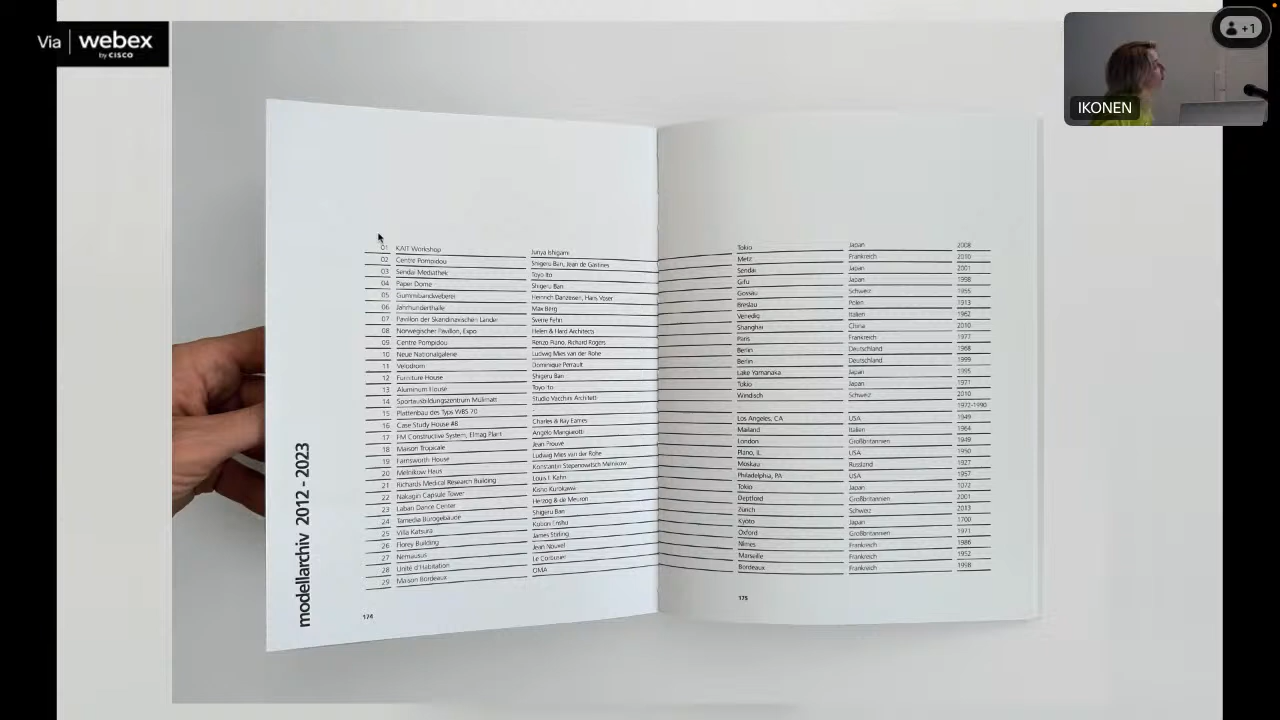 Via webex
by CISCO
+1
IKONEN
modellarchiv 2012 - 2023
01 KAIT Workshop Junya Ishigami Tokio Japan 2008
02 Centre Pompidou Shigeru Ban, Jean de Gastines Metz Frankreich 2010
03 Sendai Mediathek Toyo Ito Sendai Japan 2001
04 Paper Dome Shigeru Ban Gifu Japan 1998
05 Gummibandweberei Heinrich Danzeisen, Hans Voser Gossau Schweiz 1955
06 Jahrhunderthalle Max Berg Breslau Polen 1913
07 Pavillon der Skandinavischen Länder Sverre Fehn Venedig Italien 1962
08 Norwegischer Pavillon, Expo Helen & Hard Architects Shanghai China 2010
09 Centre Pompidou Renzo Piano, Richard Rogers Paris Frankreich 1977
10 Neue Nationalgalerie Ludwig Mies van der Rohe Berlin Deutschland 1968
11 Velodrom Dominique Perrault Berlin Deutschland 1999
12 Furniture House Shigeru Ban Lake Yamanaka Japan 1995
13 Aluminum House Toyo Ito Tokio Japan 1971
14 Sportausbildungszentrum Mülimatt Studio Vacchini Architetti Windisch Schweiz 2010
15 Plattenbau des Typs WBS 70 1972-1990
16 Case Study House #8 Charles & Ray Eames Los Angeles, CA USA 1949
17 FM Constructive System, Elmag Plant Angelo Mangiarotti Mailand Italien 1964
18 Maison Tropicale Jean Prouvé London Großbritannien 1949
19 Farnsworth House Ludwig Mies van der Rohe Plano, IL USA 1950
20 Melnikow Haus Konstantin Stepanowitsch Melnikow Moskau Russland 1927
21 Richards Medical Research Building Louis I. Kahn Philadelphia, PA USA 1957
22 Nakagin Capsule Tower Kisho Kurokawa Tokio Japan 1072
23 Laban Dance Center Herzog & de Meuron Deptford Großbritannien 2001
24 Tamedia Bürogebäude Shigeru Ban Zürich Schweiz 2013
25 Villa Katsura Kobori Enshu Kyoto Japan 1700
26 Florey Building James Stirling Oxford Großbritannien 1971
27 Nemausus Jean Nouvel Nîmes Frankreich 1986
28 Unité d'Habitation Le Corbusier Marseille Frankreich 1952
29 Maison Bordeaux OMA Bordeaux Frankreich 1998
174
175